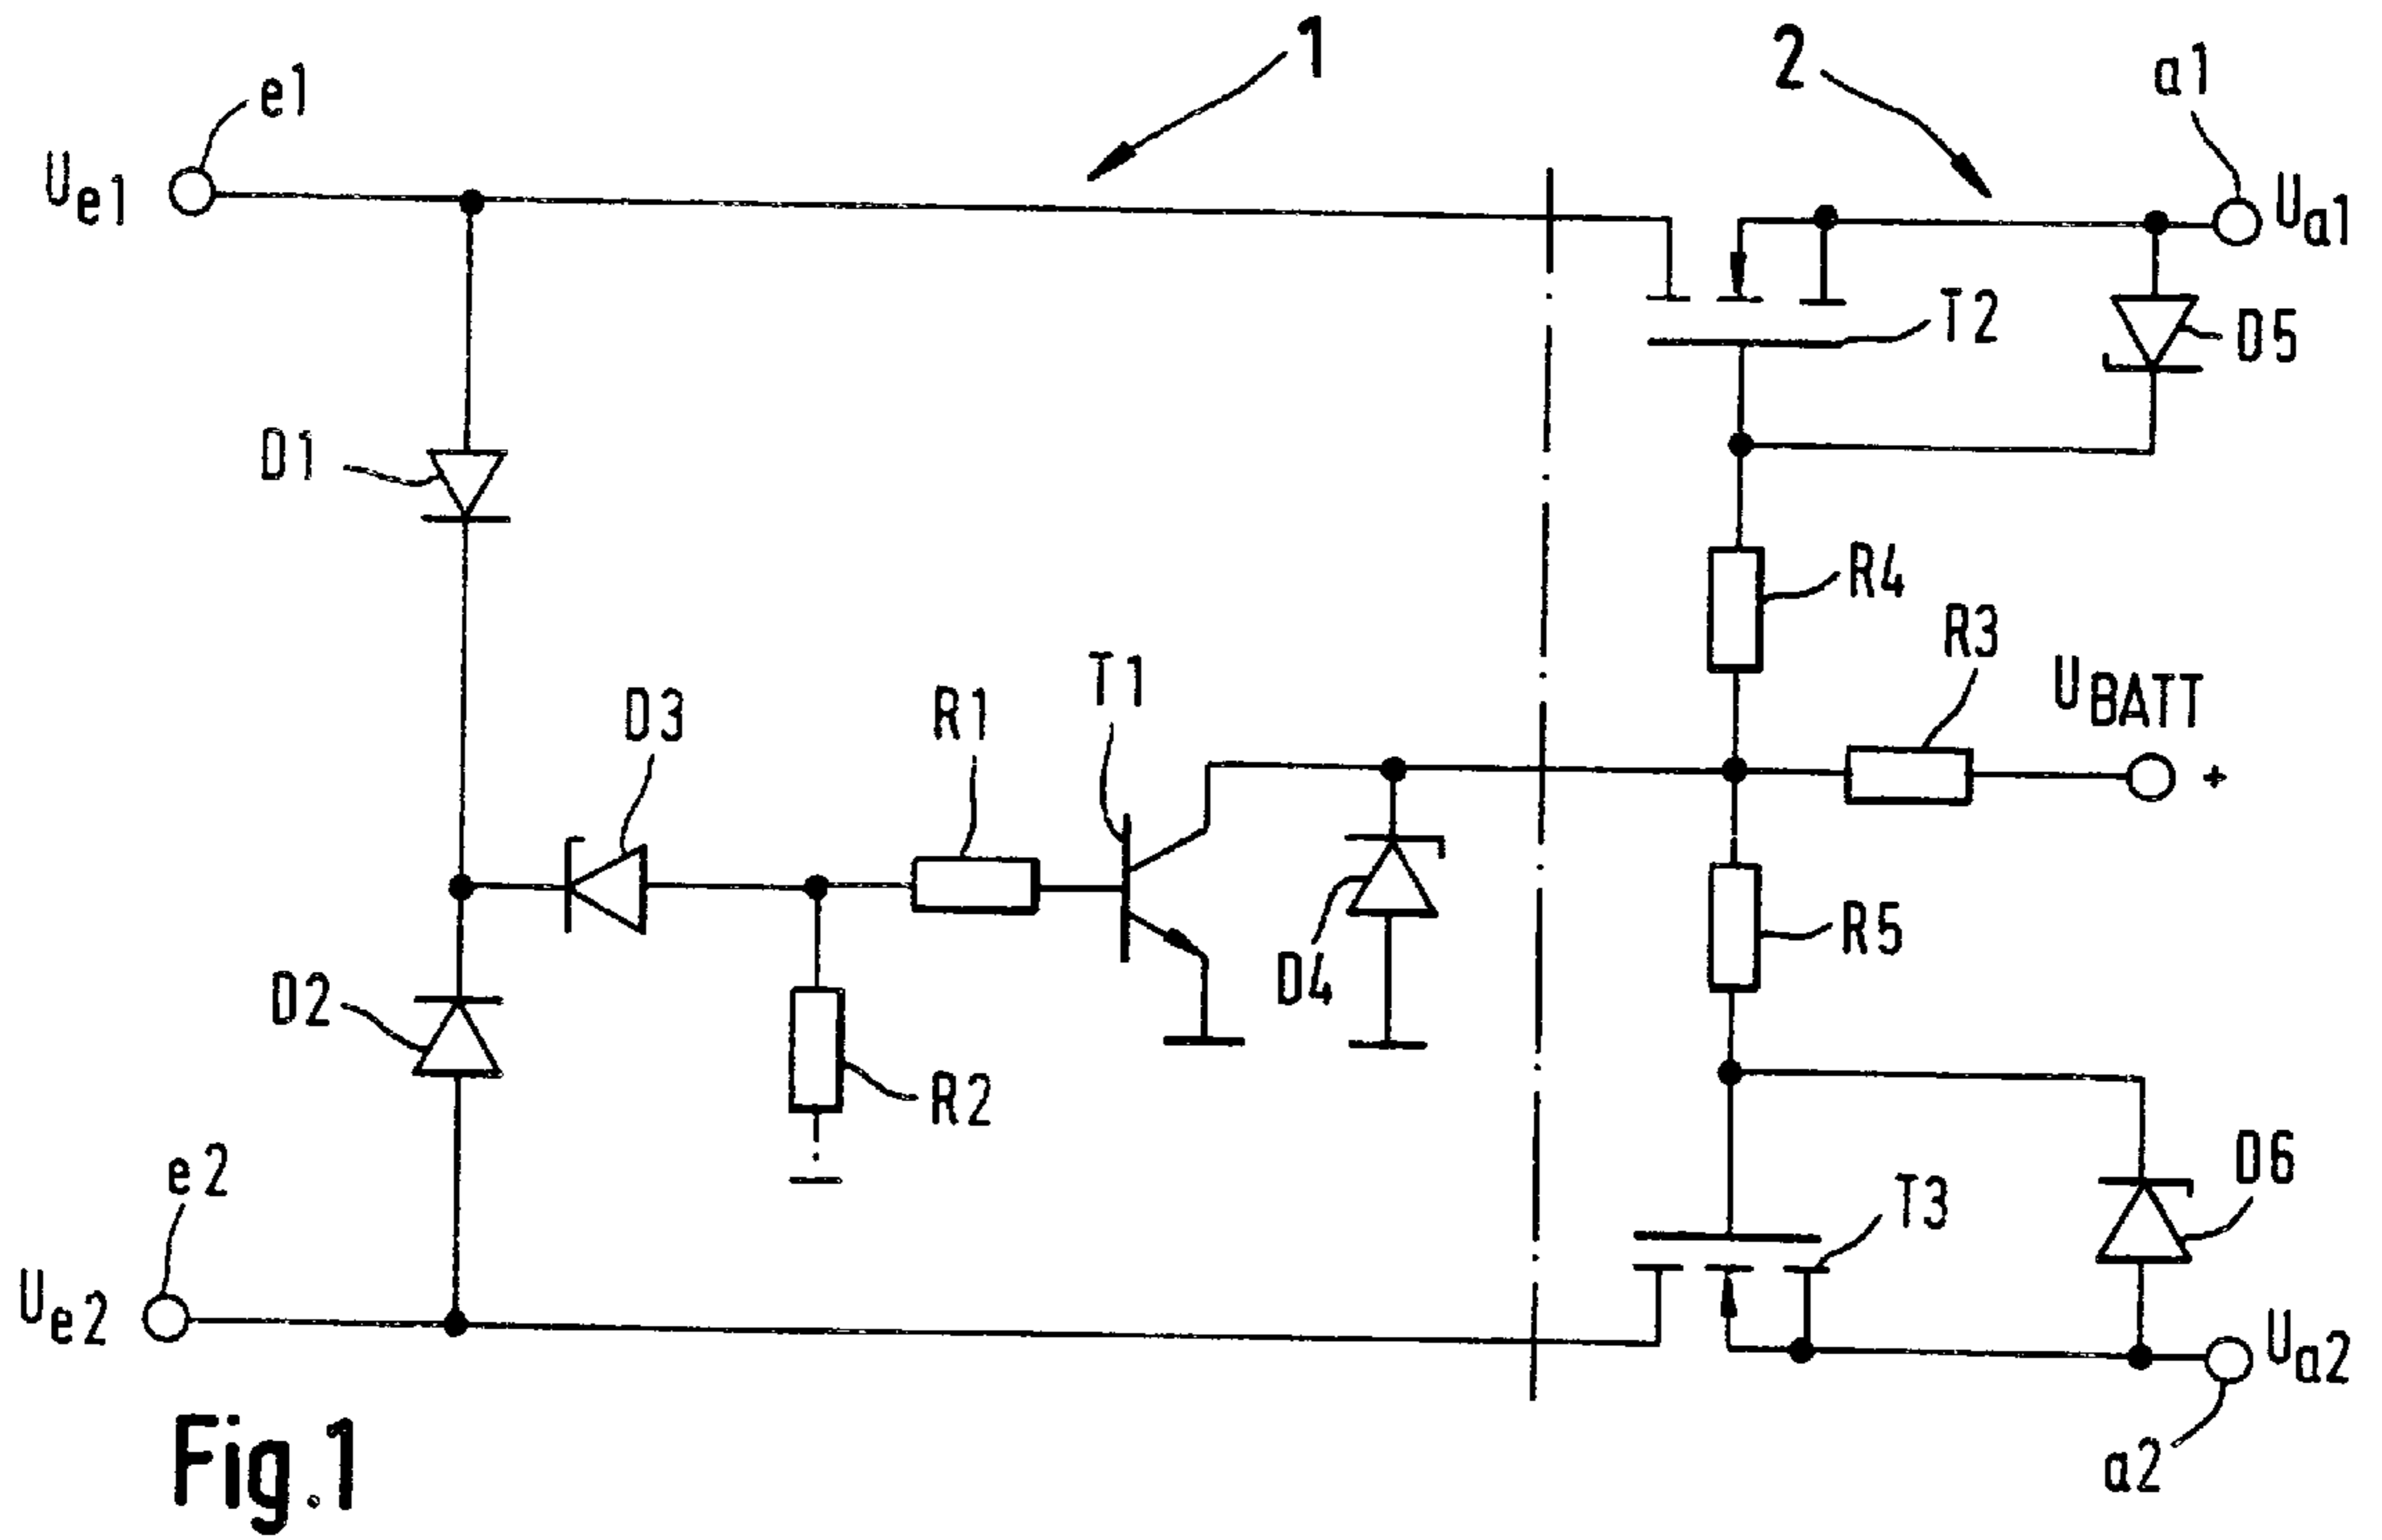 1
2
e1
a1
Ue1
Ua1
T2
D5
D1
R4
R3
T1
UBATT
D3
R1
+
R5
D4
D2
R2
e2
D6
T3
Ue2
Ua2
Fig.1
a2